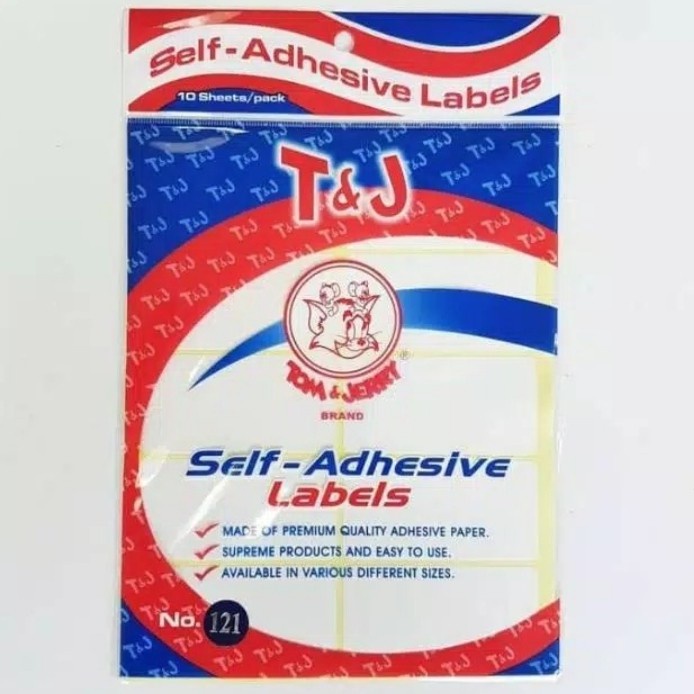 Self-Adhesive Labels
10 Sheets/pack
T&J
TOM & JERRY
®
BRAND
Self-Adhesive
Labels
MADE OF PREMIUM QUALITY ADHESIVE PAPER.
SUPREME PRODUCTS AND EASY TO USE.
AVAILABLE IN VARIOUS DIFFERENT SIZES.
No. 121